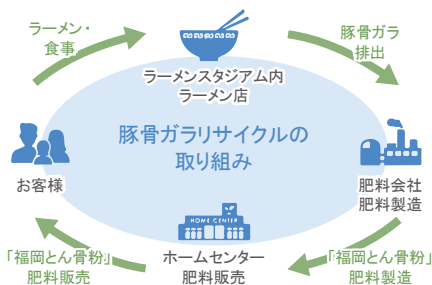 ラーメン・
食事
豚骨ガラ
排出
ラーメンスタジアム内
ラーメン店
豚骨ガラリサイクルの
取り組み
お客様
肥料会社
肥料製造
HOME CENTER
ホームセンター
肥料販売
「福岡とん骨粉」
肥料販売
「福岡とん骨粉」
肥料製造